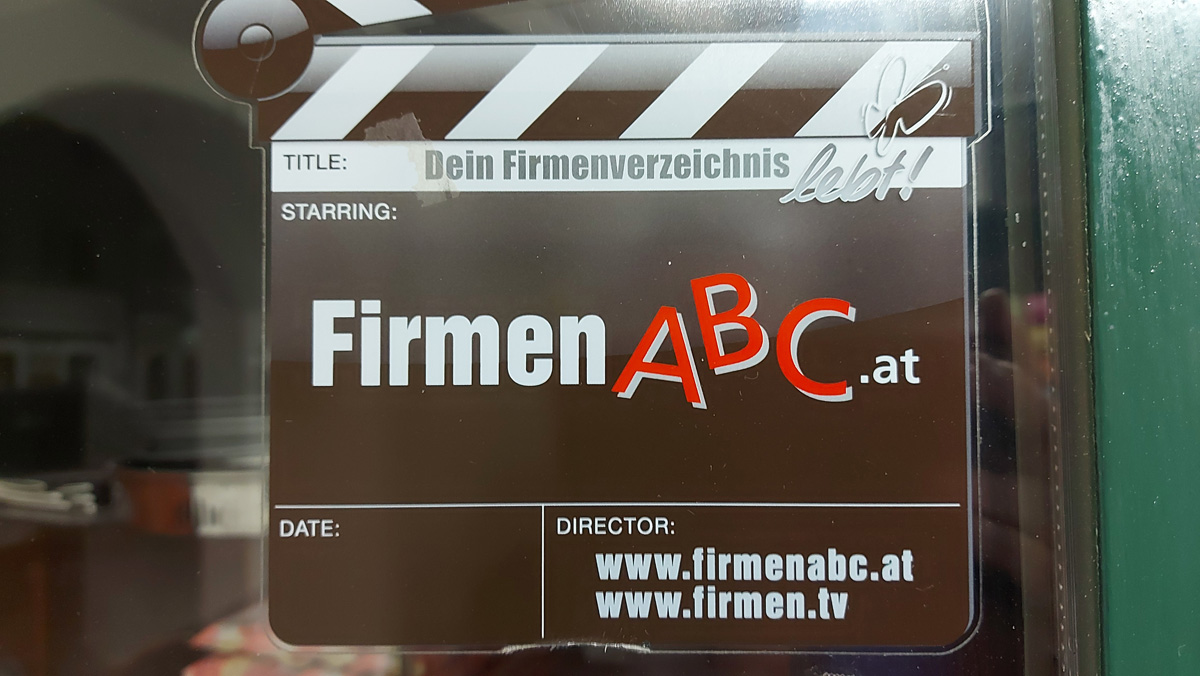 TITLE: Dein Firmenverzeichnis lebt!
STARRING:
FirmenABC.at
DATE:
DIRECTOR:
www.firmenabc.at
www.firmen.tv